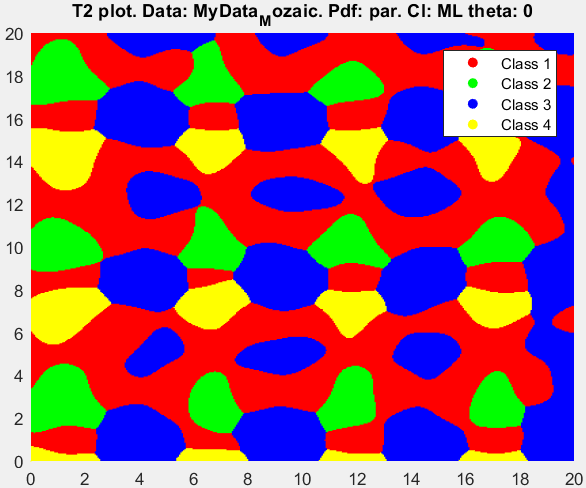 T2 plot. Data: MyData_Mozaic. Pdf: par. Cl: ML theta: 0
20
18
16
14
12
10
8
6
4
2
0
Class 1
Class 2
Class 3
Class 4
0 2 4 6 8 10 12 14 16 18 20